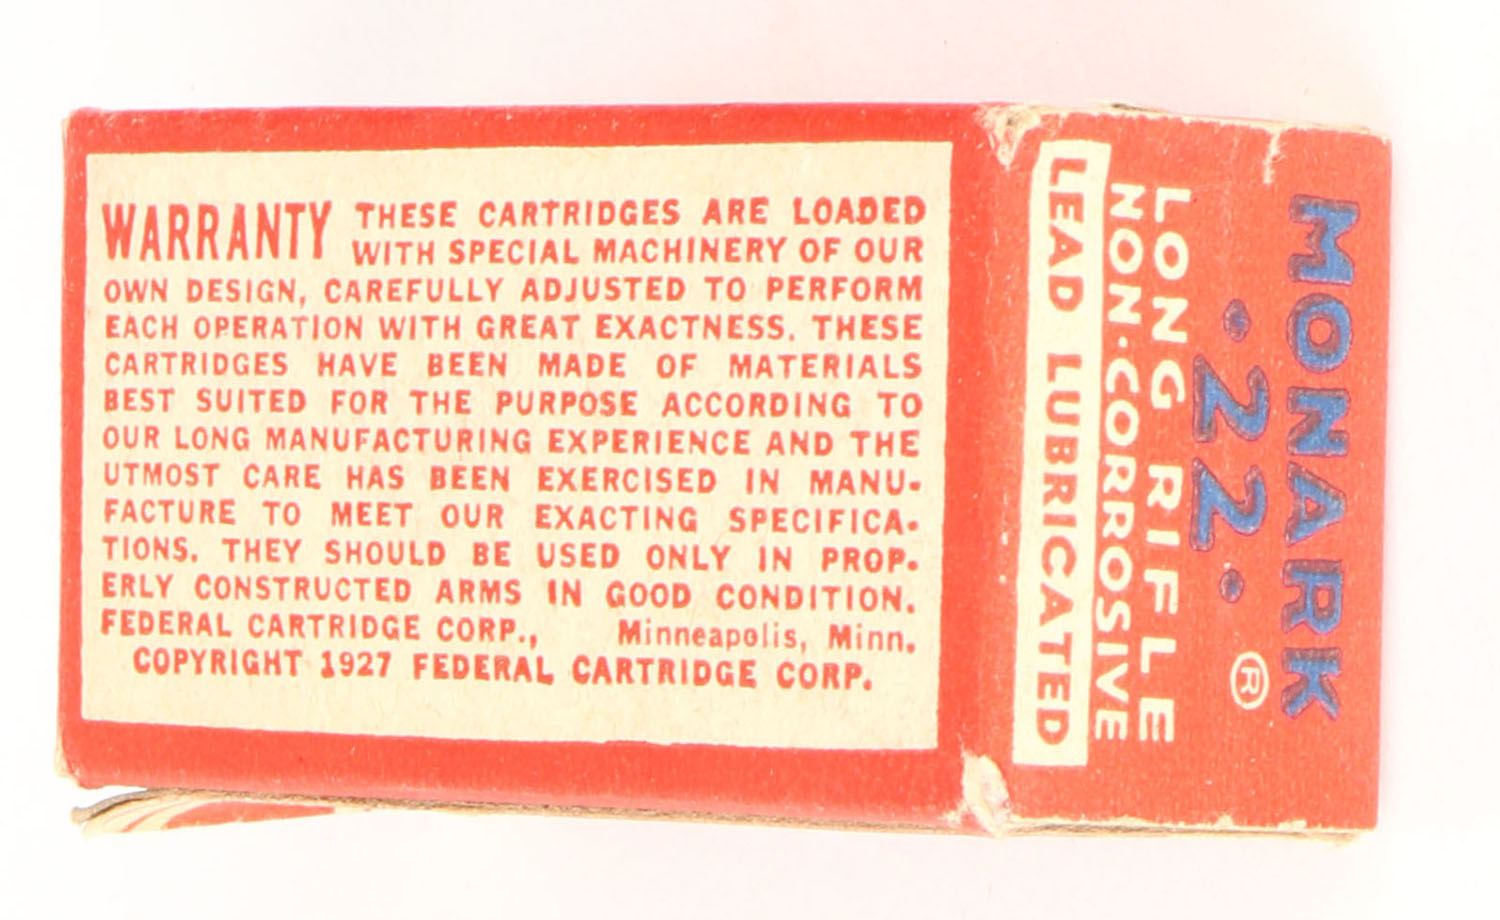 WARRANTY THESE CARTRIDGES ARE LOADED
WITH SPECIAL MACHINERY OF OUR
OWN DESIGN, CAREFULLY ADJUSTED TO PERFORM
EACH OPERATION WITH GREAT EXACTNESS. THESE
CARTRIDGES HAVE BEEN MADE OF MATERIALS
BEST SUITED FOR THE PURPOSE ACCORDING TO
OUR LONG MANUFACTURING EXPERIENCE AND THE
UTMOST CARE HAS BEEN EXERCISED IN MANU-
FACTURE TO MEET OUR EXACTING SPECIFICA-
TIONS. THEY SHOULD BE USED ONLY IN PROP-
ERLY CONSTRUCTED ARMS IN GOOD CONDITION.
FEDERAL CARTRIDGE CORP., Minneapolis, Minn.
COPYRIGHT 1927 FEDERAL CARTRIDGE CORP.
MONARK
·22· ®
LONG RIFLE
NON-CORROSIVE
LEAD LUBRICATED